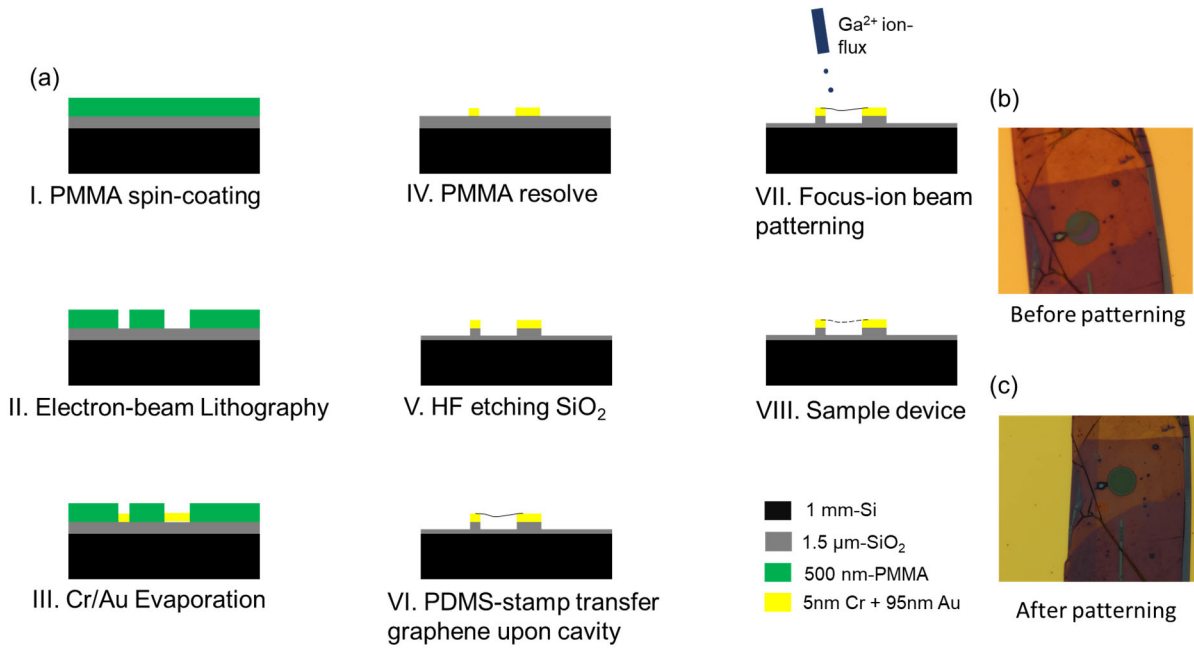 (a)
I. PMMA spin-coating
II. Electron-beam Lithography
III. Cr/Au Evaporation
IV. PMMA resolve
V. HF etching SiO₂
VI. PDMS-stamp transfer
graphene upon cavity
Ga²⁺ ion-
flux
VII. Focus-ion beam
patterning
VIII. Sample device
1 mm-Si
1.5 µm-SiO₂
500 nm-PMMA
5nm Cr + 95nm Au
(b)
Before patterning
(c)
After patterning